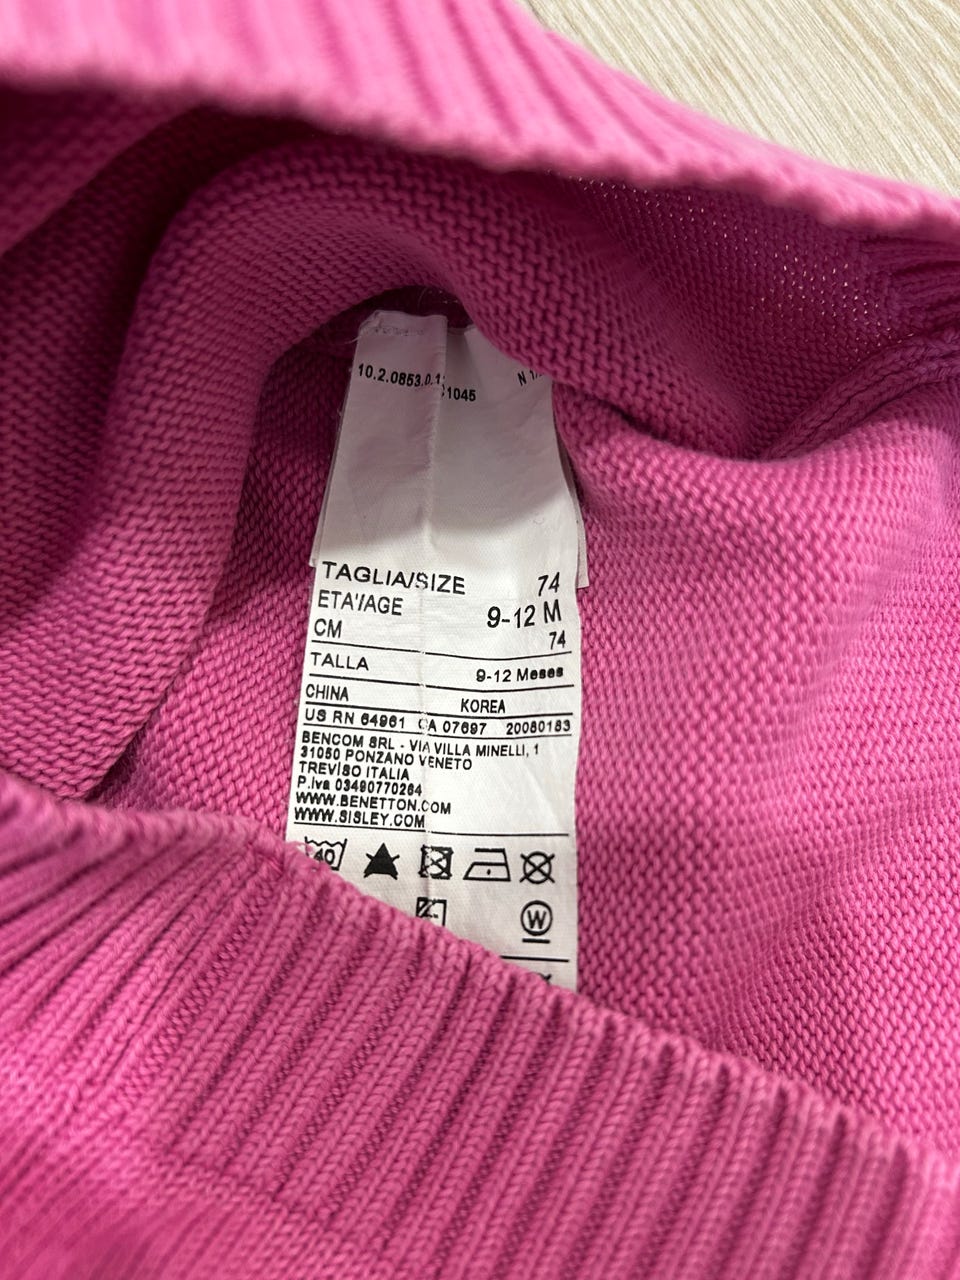 10.2.0853.0.1
1045
TAGLIA/SIZE 74
ETA'/AGE 9-12 M
CM 74
TALLA 9-12 Meses
CHINA KOREA
US RN 64961 CA 07697 20080183
BENCOM SRL - VIA VILLA MINELLI, 1
31050 PONZANO VENETO
TREVISO ITALIA
P.Iva 03490770264
WWW.BENETTON.COM
WWW.SISLEY.COM
40
W